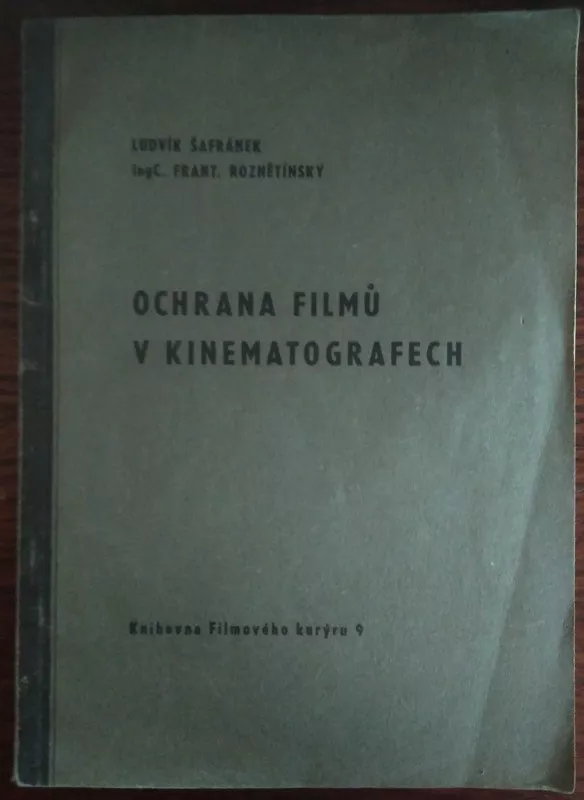 LUDVÍK ŠAFRÁNEK
ingC. FRANT. ROZNĚTÍNSKÝ
OCHRANA FILMŮ
V KINEMATOGRAFECH
Knihovna Filmového kurýru 9